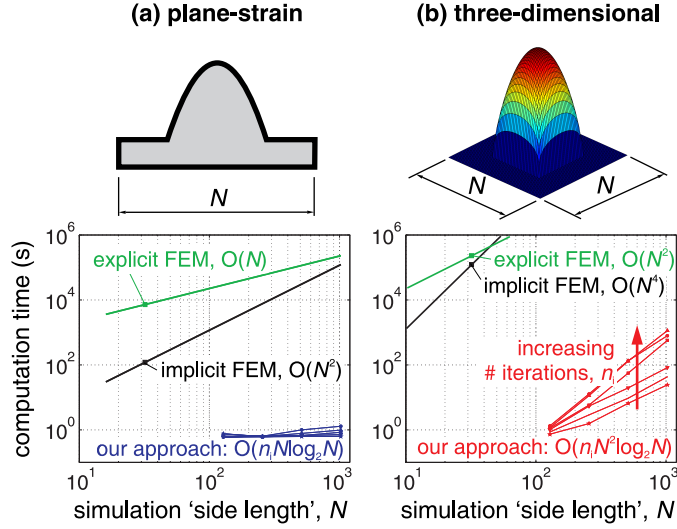 (a) plane-strain
(b) three-dimensional
N
N
N
computation time (s)
10^6
10^4
10^2
10^0
explicit FEM, O(N)
implicit FEM, O(N^2)
our approach: O(n_i N log_2 N)
10^1
10^2
10^3
simulation 'side length', N
10^6
10^4
10^2
10^0
explicit FEM, O(N^2)
implicit FEM, O(N^4)
increasing
# iterations, n_i
our approach: O(n_i N^2 log_2 N)
10^1
10^2
10^3
simulation 'side length', N